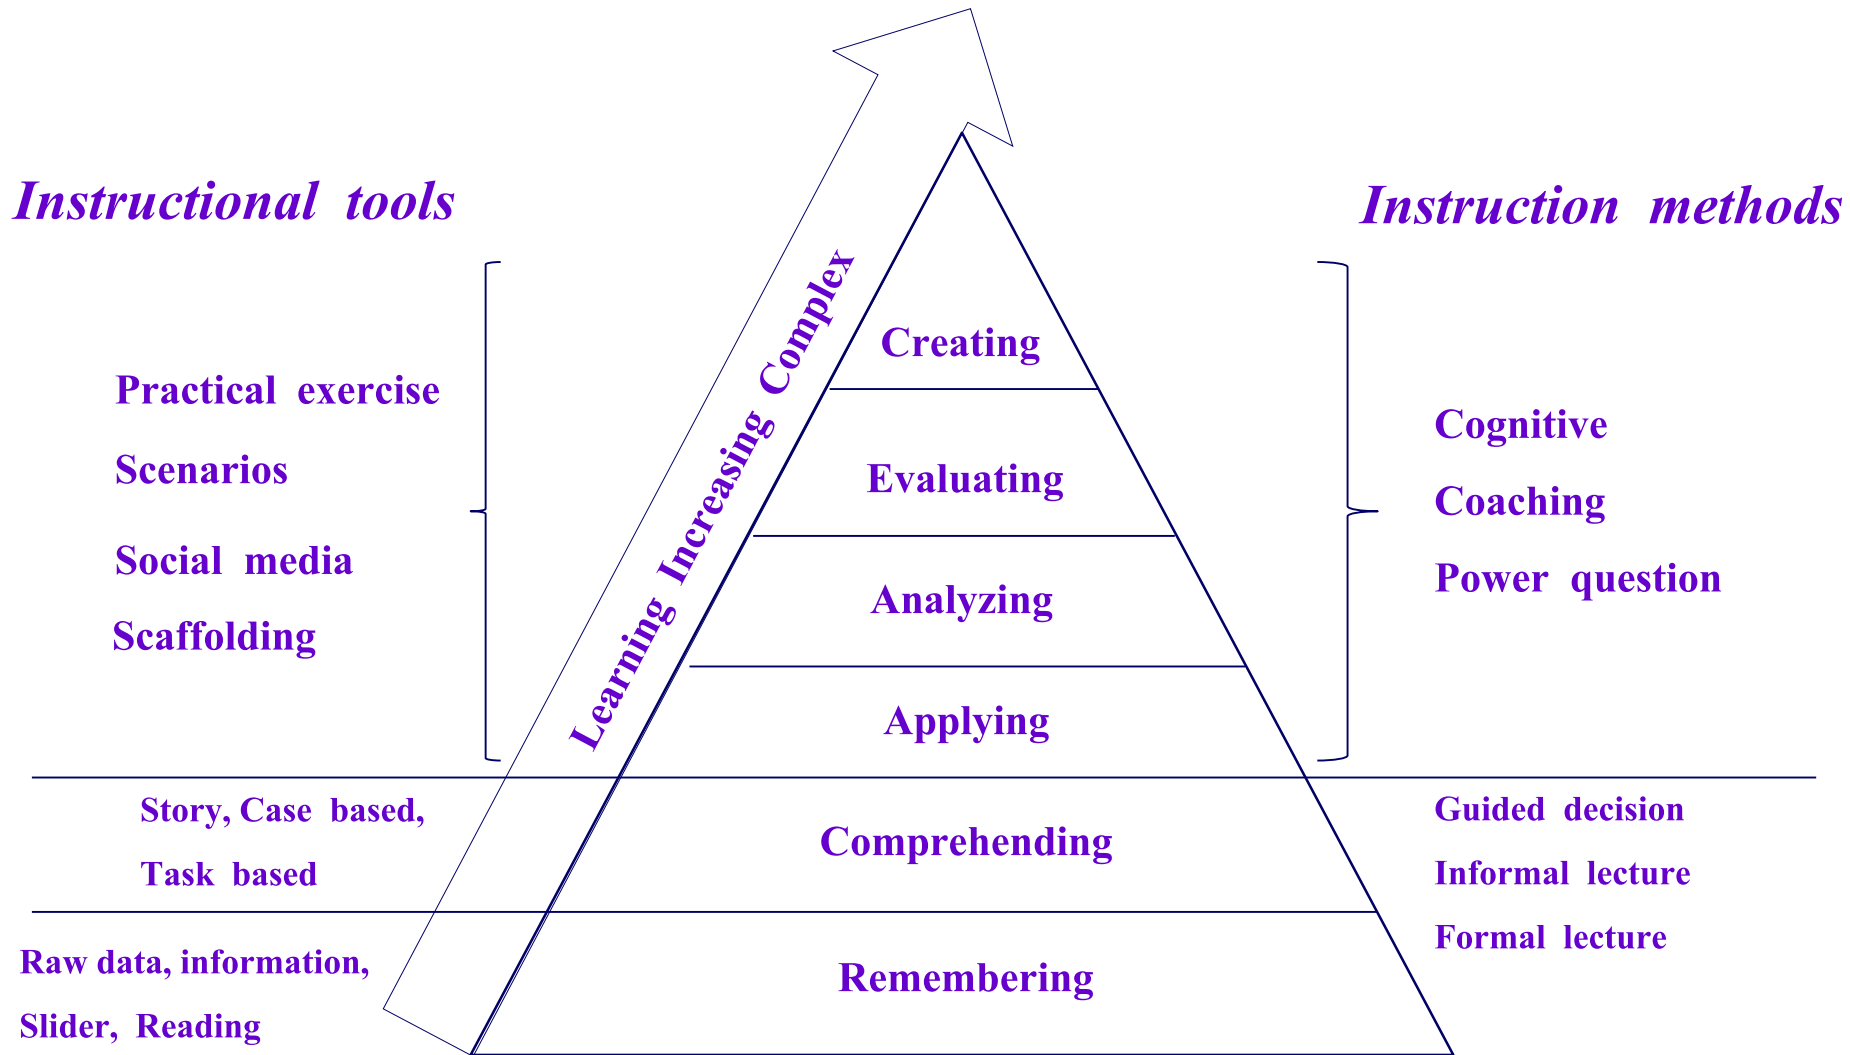 Instructional tools
Instruction methods
Learning Increasing Complex
Practical exercise
Scenarios
Social media
Scaffolding
Creating
Evaluating
Analyzing
Applying
Cognitive
Coaching
Power question
Story, Case based,
Task based
Comprehending
Guided decision
Informal lecture
Formal lecture
Raw data, information,
Slider, Reading
Remembering